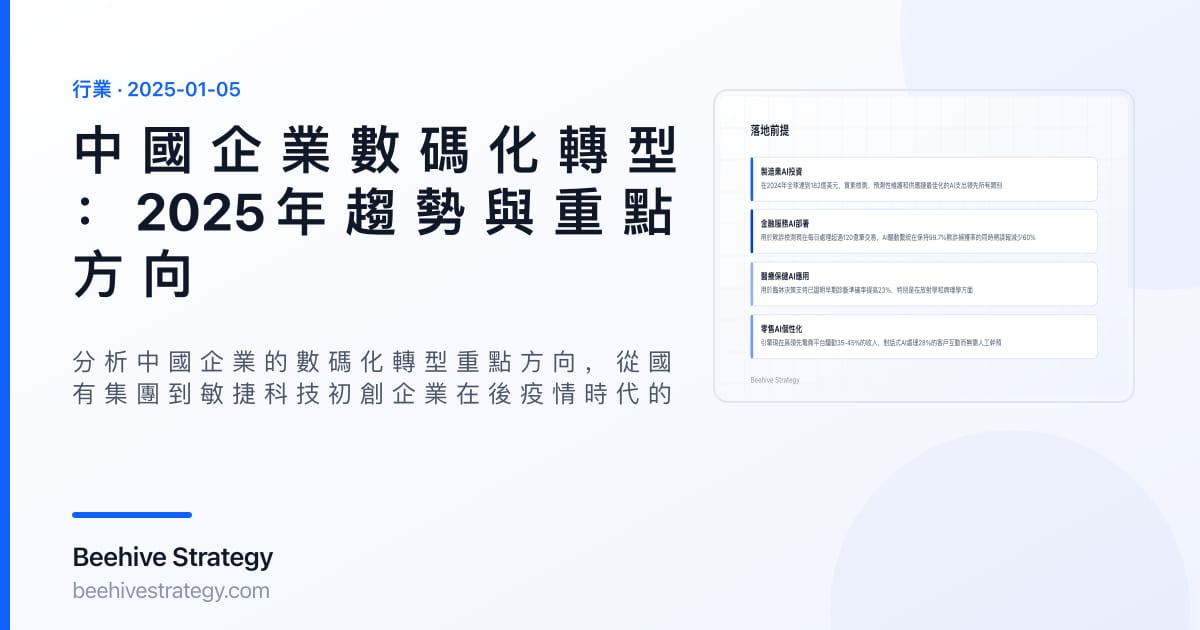 行業 · 2025-01-05
中國企業數碼化轉型
：2025年趨勢與重點
方向
分析中國企業的數碼化轉型重點方向，從國
有集團到敏捷科技初創企業在後疫情時代的
Beehive Strategy
beehivestrategy.com
落地前提
製造業AI投資
在2024年全球達到182億美元，質素檢測、預測性維護和供應鏈最佳化的AI支出領先所有類別
金融服務AI部署
用於欺詐檢測現在每日處理超過120億筆交易，AI驅動系統在保持99.7%欺詐捕獲率的同時將誤報減少60%
醫療保健AI應用
用於臨牀決策支持已證明早期診斷準確率提高23%，特別是在放射學和病理學方面
零售AI個性化
引擎現在爲領先電商平台驅動35-45%的收入，對話式AI處理28%的客戶互動而無需人工幹預
Beehive Strategy